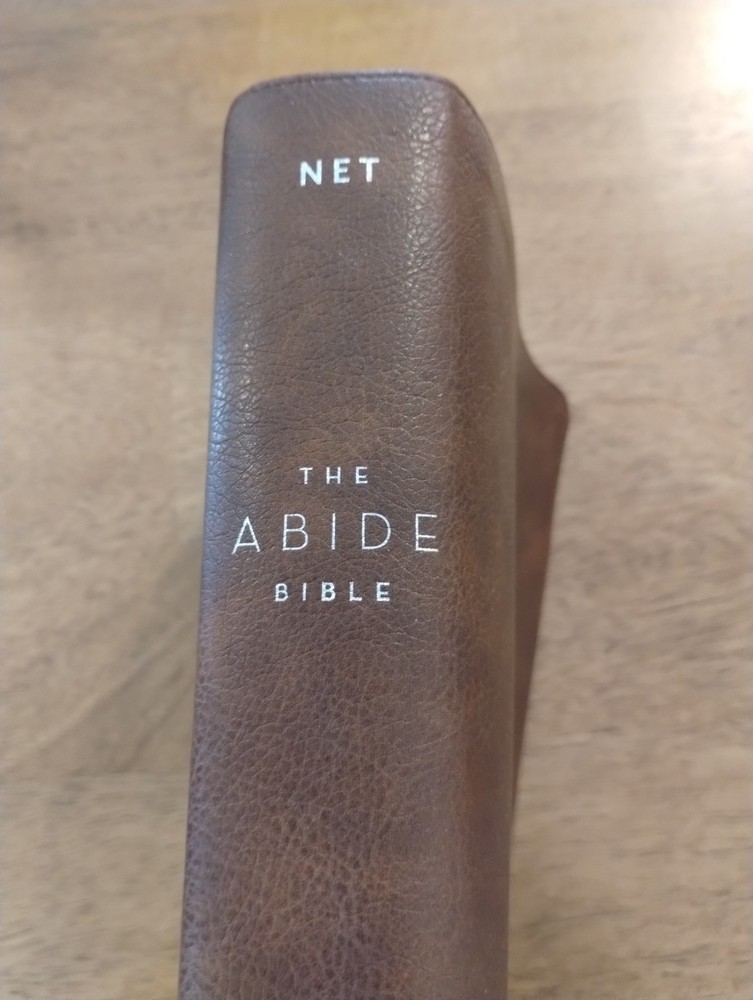 NET
THE
ABIDE
BIBLE